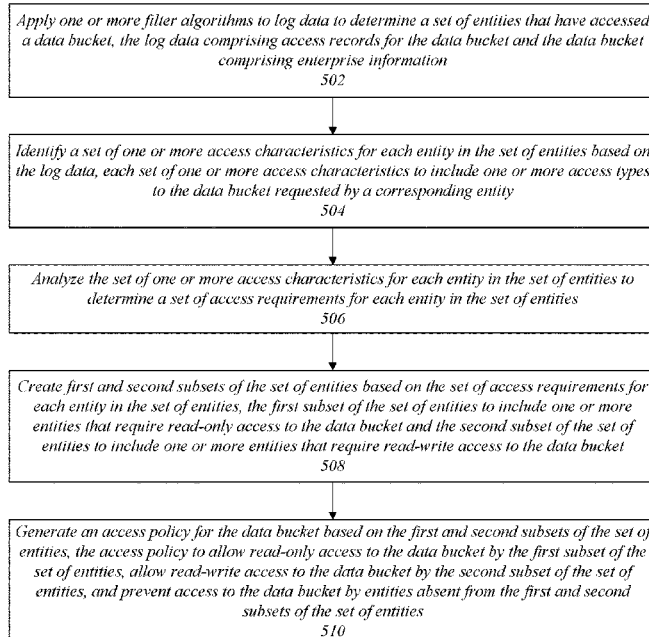 Apply one or more filter algorithms to log data to determine a set of entities that have accessed
a data bucket, the log data comprising access records for the data bucket and the data bucket
comprising enterprise information
502
Identify a set of one or more access characteristics for each entity in the set of entities based on
the log data, each set of one or more access characteristics to include one or more access types
to the data bucket requested by a corresponding entity
504
Analyze the set of one or more access characteristics for each entity in the set of entities to
determine a set of access requirements for each entity in the set of entities
506
Create first and second subsets of the set of entities based on the set of access requirements for
each entity in the set of entities, the first subset of the set of entities to include one or more
entities that require read-only access to the data bucket and the second subset of the set of
entities to include one or more entities that require read-write access to the data bucket
508
Generate an access policy for the data bucket based on the first and second subsets of the set of
entities, the access policy to allow read-only access to the data bucket by the first subset of the
set of entities, allow read-write access to the data bucket by the second subset of the set of
entities, and prevent access to the data bucket by entities absent from the first and second
subsets of the set of entities
510